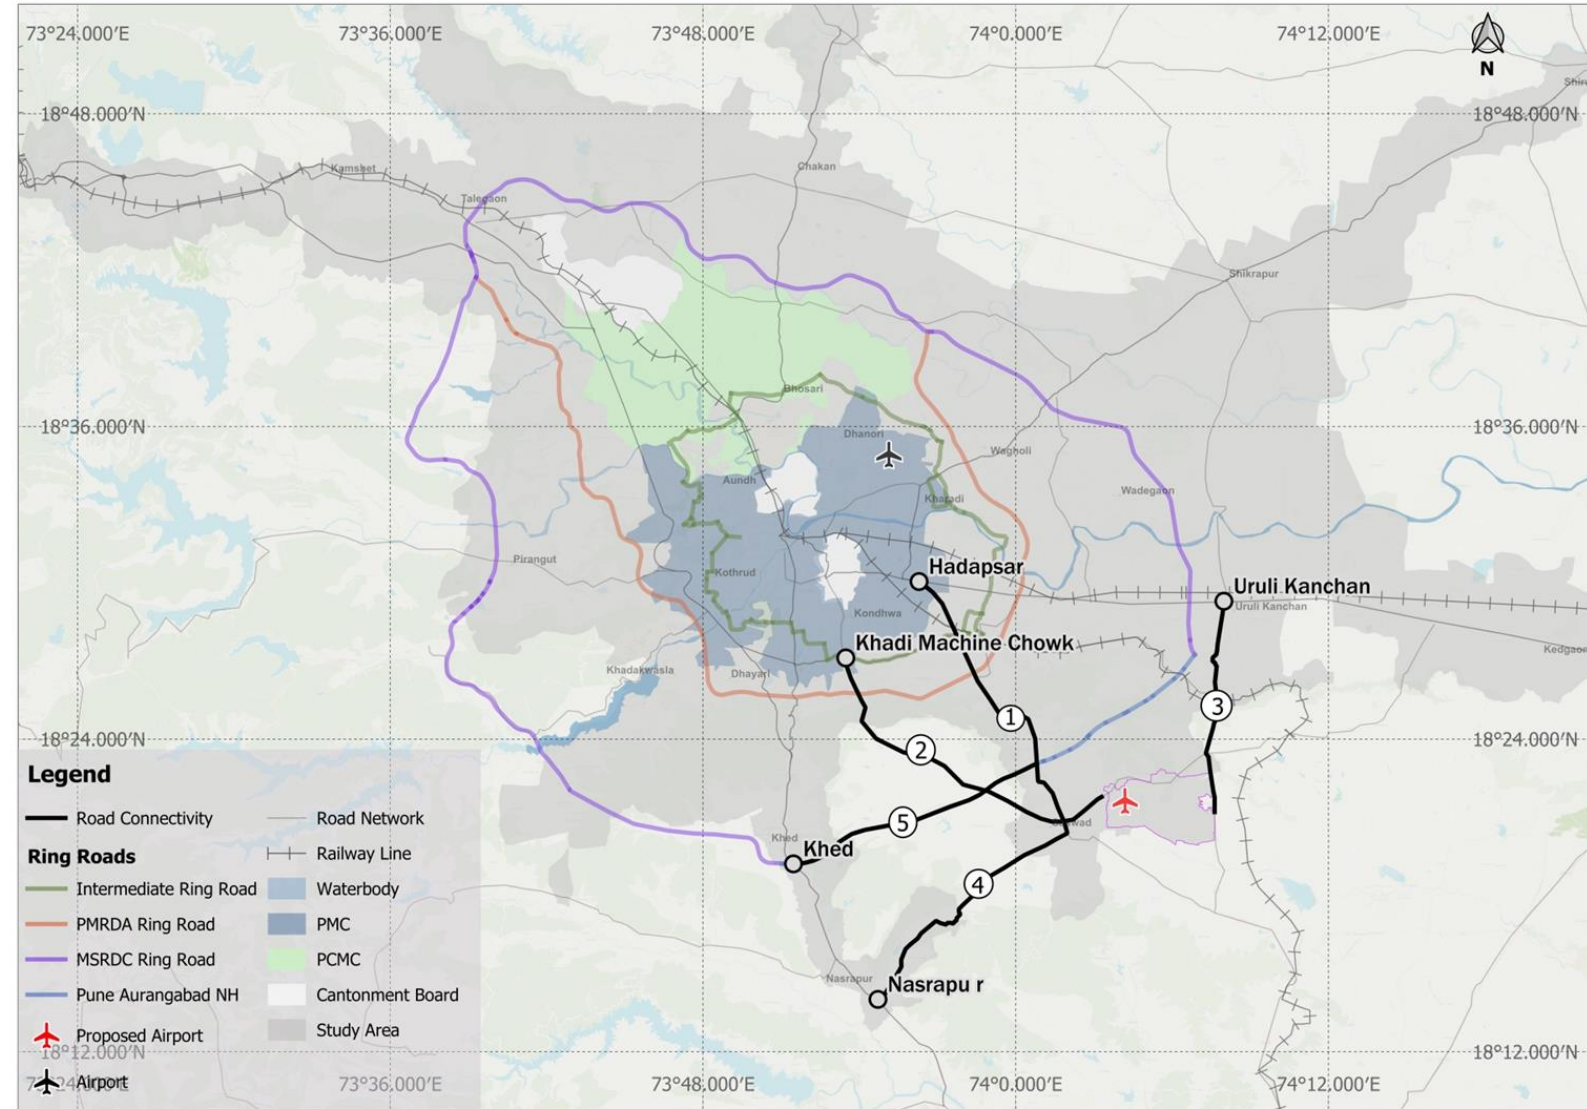 73°24.000′E 73°36.000′E 73°48.000′E 74°0.000′E 74°12.000′E
N
18°48.000′N 18°48.000′N
Chakan
Kamshet
Talegaon
Shikrapur
Bhosari
18°36.000′N 18°36.000′N
Dhanori
Wagholi
Aundh
Wadegaon
Kharadi
Pirangut
Hadapsar
Kothrud
Uruli Kanchan
Uruli Kanchan
Kondhwa
Khadi Machine Chowk
Kedgaon
Khadakwasla
Dhayari
3
1
18°24.000′N 18°24.000′N
2
5
Khed
Khed
4
Nasrapur
Nasrapu r
Legend
Road Connectivity
Ring Roads
Intermediate Ring Road
PMRDA Ring Road
MSRDC Ring Road
Pune Aurangabad NH
Proposed Airport
Airport
Road Network
Railway Line
Waterbody
PMC
PCMC
Cantonment Board
Study Area
18°12.000′N 18°12.000′N
73°36.000′E 73°48.000′E 74°0.000′E 74°12.000′E